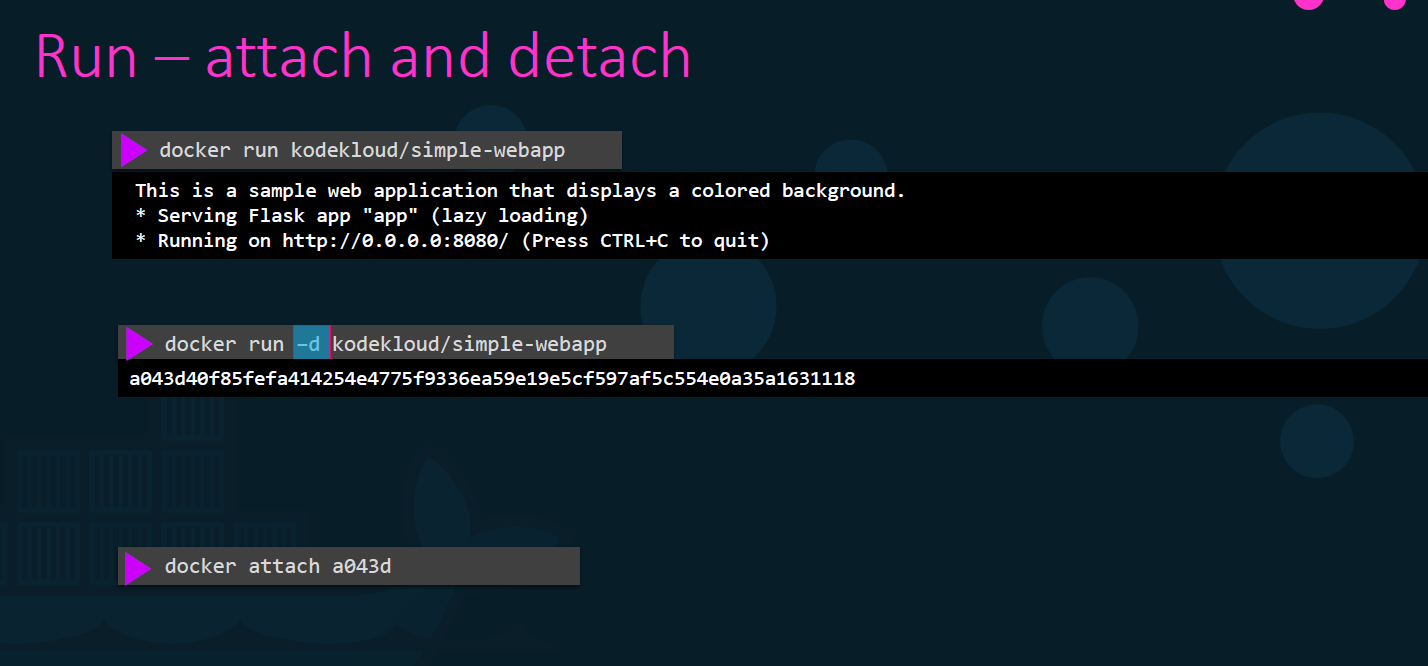 Run – attach and detach
docker run kodekloud/simple-webapp
This is a sample web application that displays a colored background.
* Serving Flask app "app" (lazy loading)
* Running on http://0.0.0.0:8080/ (Press CTRL+C to quit)
docker run –d kodekloud/simple-webapp
a043d40f85fefa414254e4775f9336ea59e19e5cf597af5c554e0a35a1631118
docker attach a043d